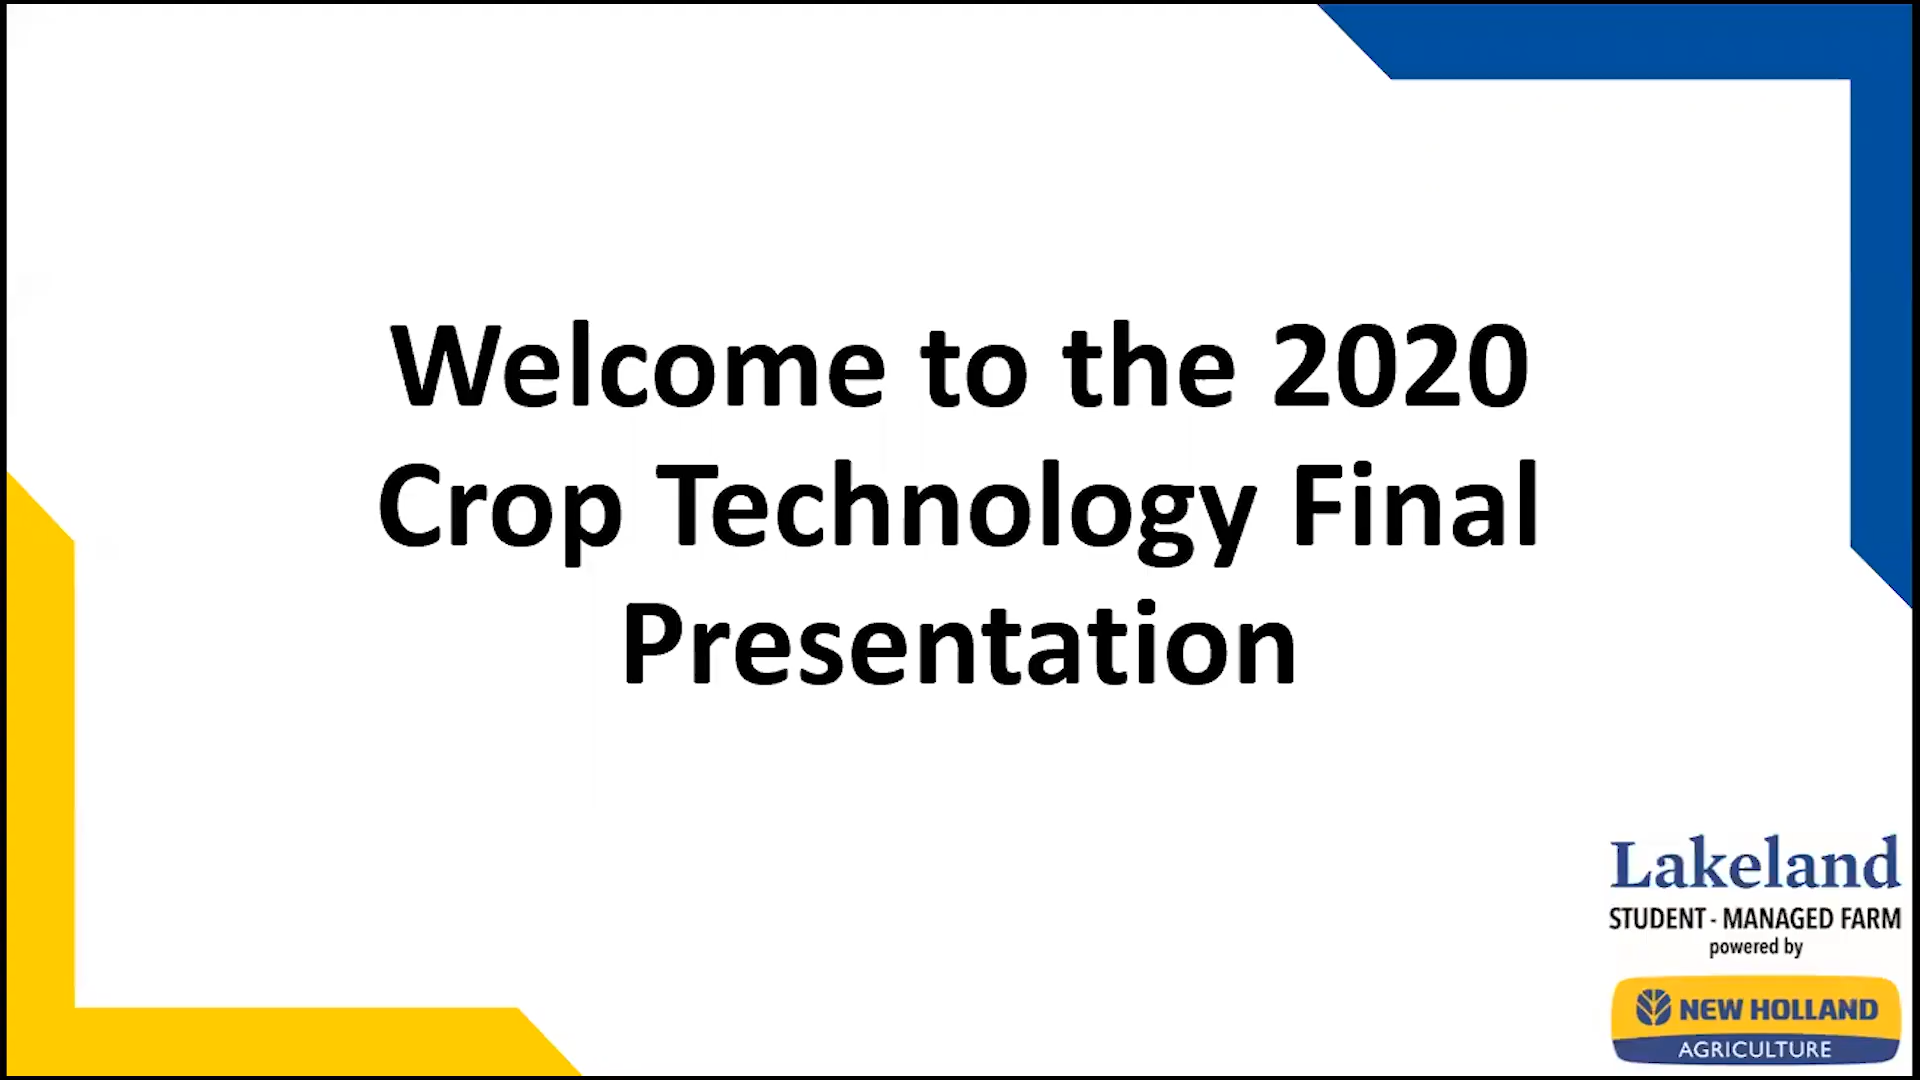 Welcome to the 2020
Crop Technology Final
Presentation
Lakeland
STUDENT - MANAGED FARM
powered by
NEW HOLLAND
AGRICULTURE